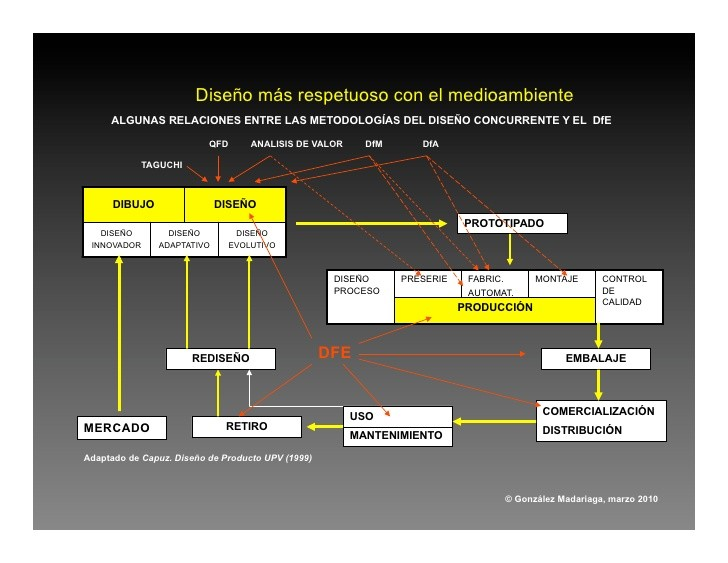 Diseño más respetuoso con el medioambiente
ALGUNAS RELACIONES ENTRE LAS METODOLOGÍAS DEL DISEÑO CONCURRENTE Y EL DfE
QFD ANALISIS DE VALOR DfM DfA
TAGUCHI
DIBUJO DISEÑO
DISEÑO INNOVADOR
DISEÑO ADAPTATIVO
DISEÑO EVOLUTIVO
PROTOTIPADO
DISEÑO PROCESO
PRESERIE
FABRIC. AUTOMAT.
MONTAJE
CONTROL DE CALIDAD
PRODUCCIÓN
DFE
REDISEÑO
EMBALAJE
MERCADO
RETIRO
USO
MANTENIMIENTO
COMERCIALIZACIÓN
DISTRIBUCIÓN
Adaptado de Capuz. Diseño de Producto UPV (1999)
© González Madariaga, marzo 2010